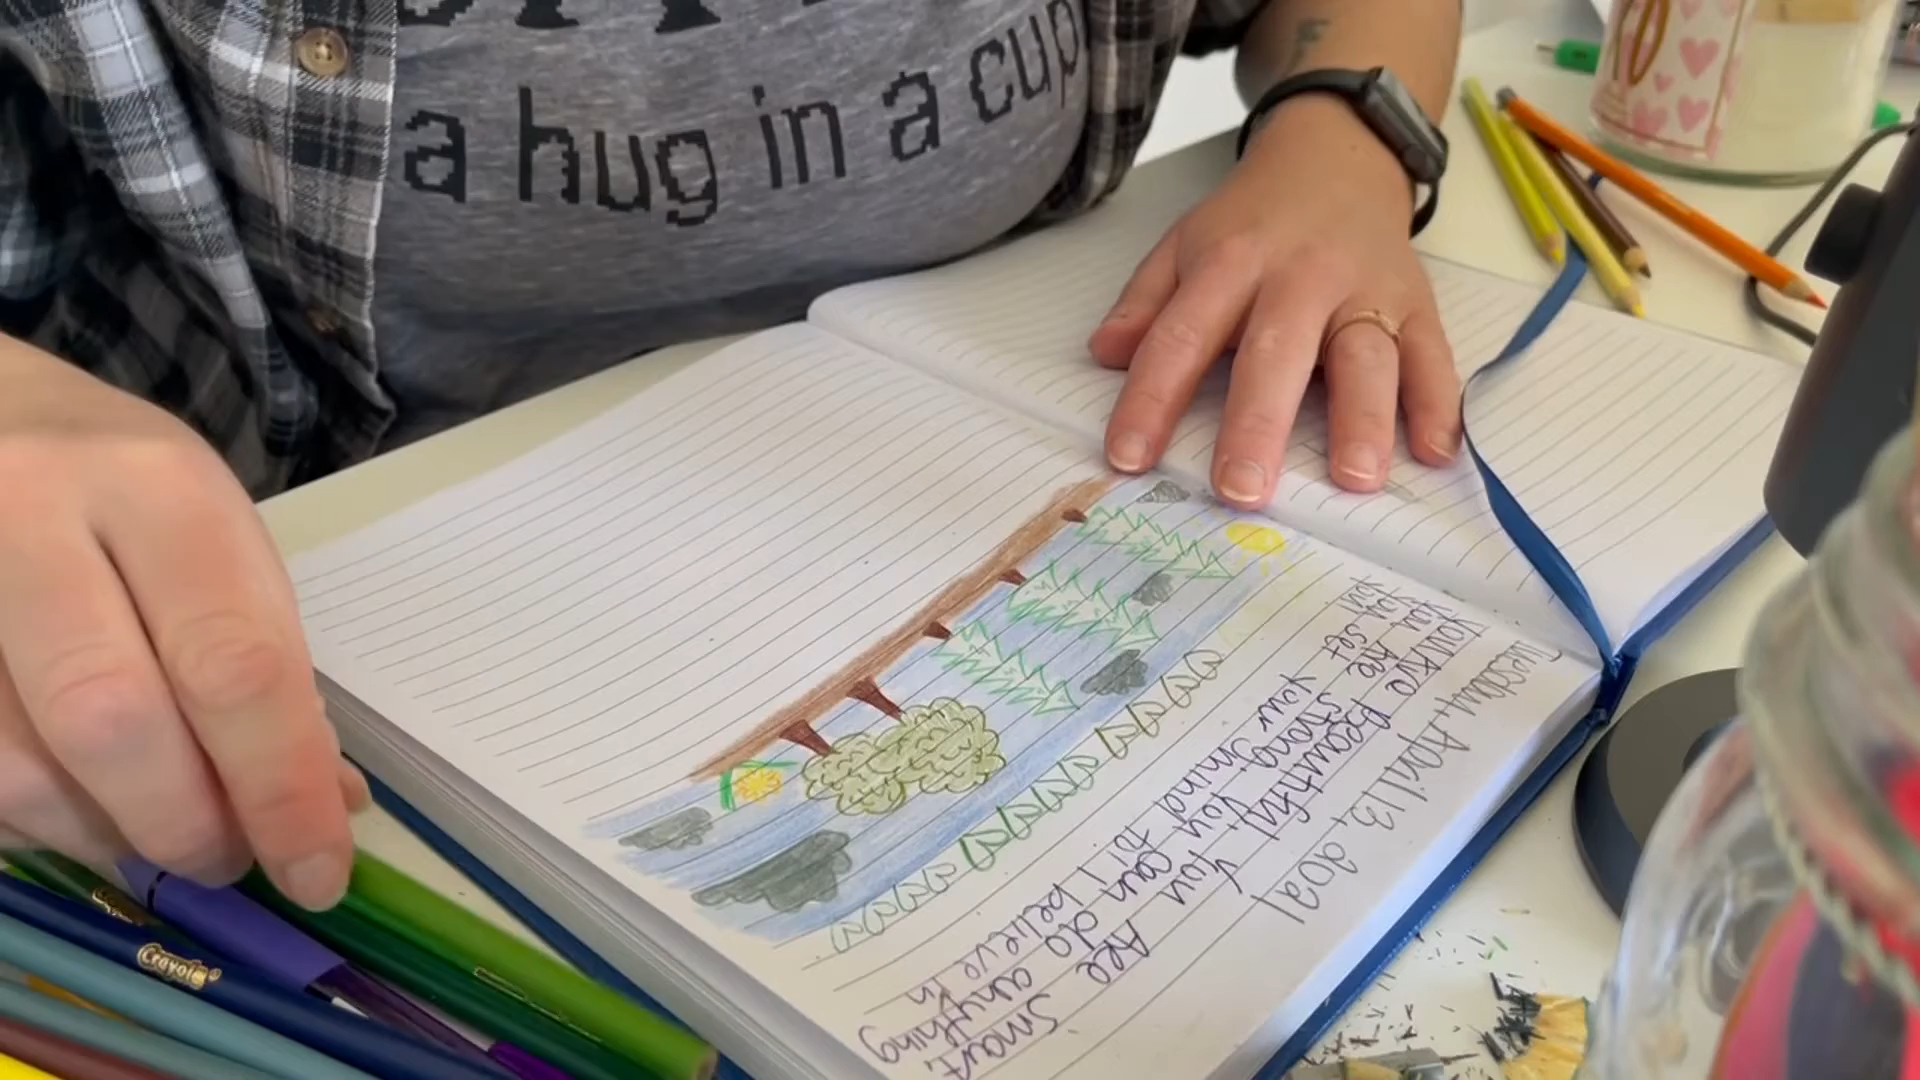 a hug in a cup
Tuesday, April 13, 2021
You're Beautiful. You Are Smart.
You Are strong. You can do anything
You set your mind to! I believe in
You!
Crayola